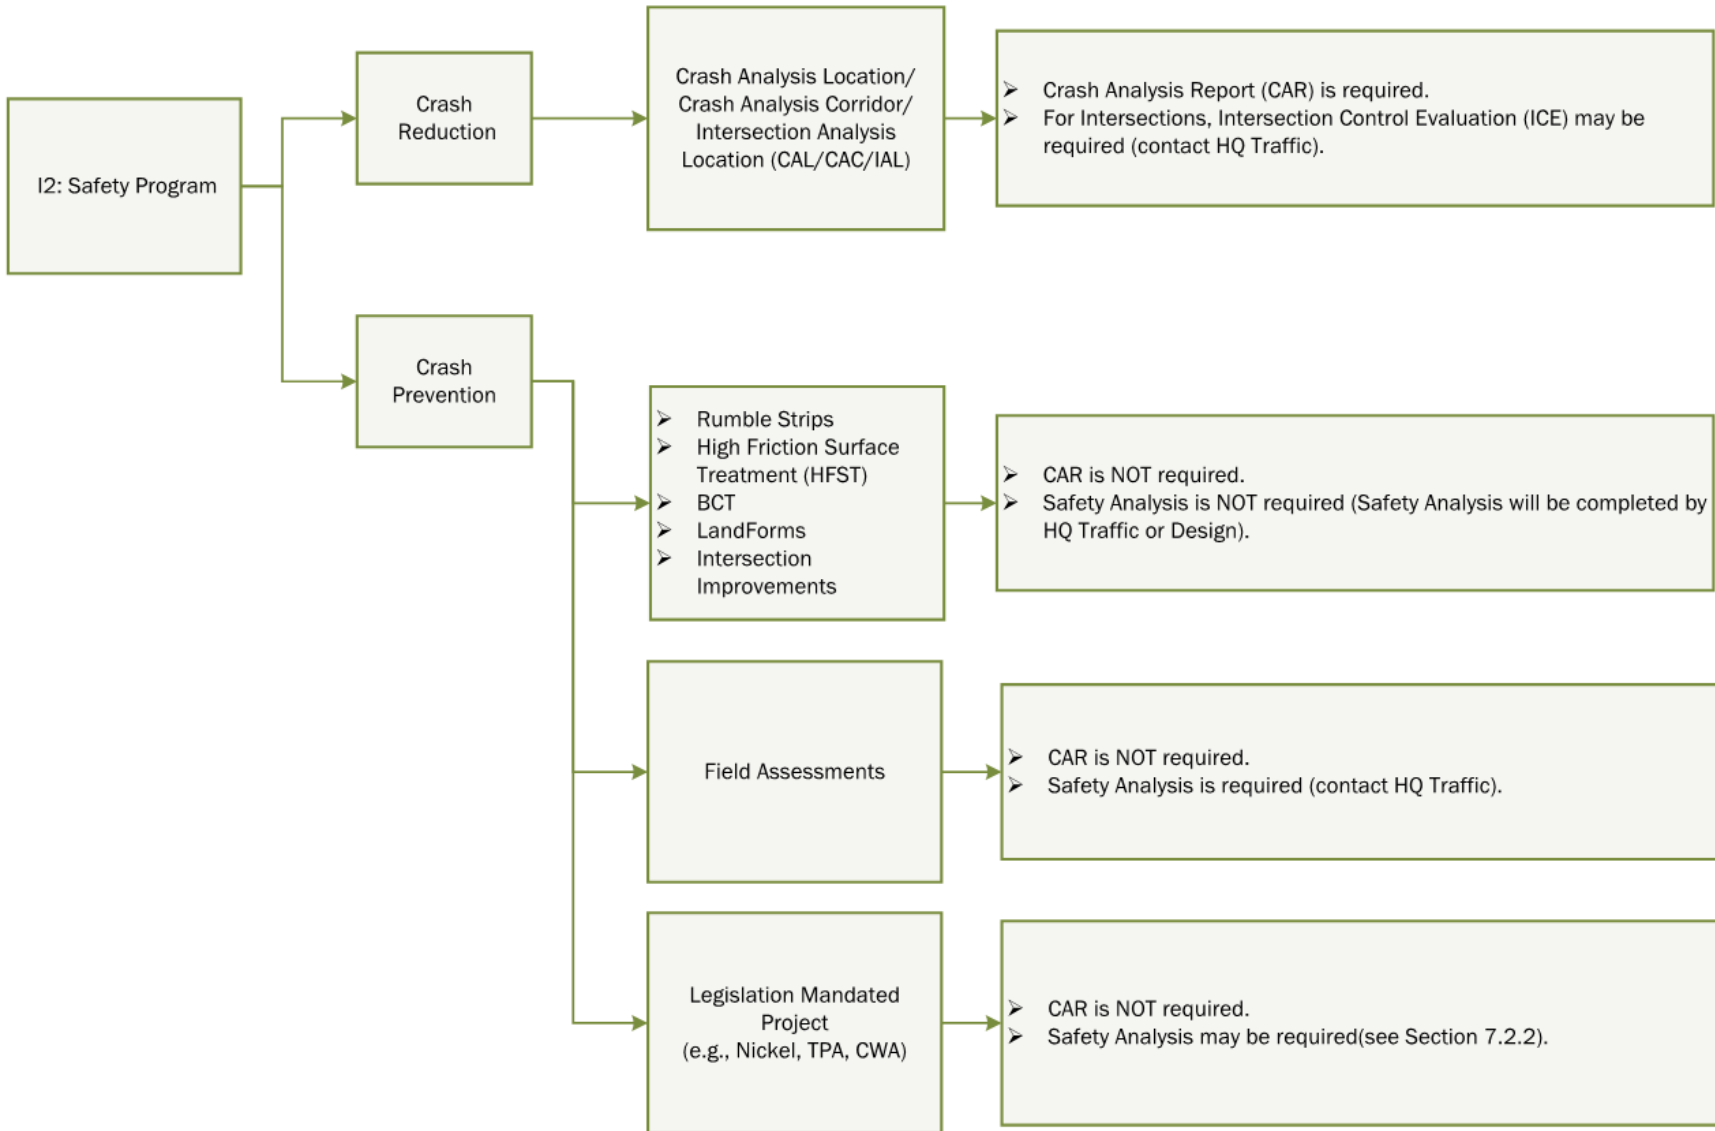 I2: Safety Program
Crash
Reduction
Crash Analysis Location/
Crash Analysis Corridor/
Intersection Analysis
Location (CAL/CAC/IAL)
➢ Crash Analysis Report (CAR) is required.
➢ For Intersections, Intersection Control Evaluation (ICE) may be
required (contact HQ Traffic).
Crash
Prevention
➢ Rumble Strips
➢ High Friction Surface
Treatment (HFST)
➢ BCT
➢ LandForms
➢ Intersection
Improvements
➢ CAR is NOT required.
➢ Safety Analysis is NOT required (Safety Analysis will be completed by
HQ Traffic or Design).
Field Assessments
➢ CAR is NOT required.
➢ Safety Analysis is required (contact HQ Traffic).
Legislation Mandated
Project
(e.g., Nickel, TPA, CWA)
➢ CAR is NOT required.
➢ Safety Analysis may be required(see Section 7.2.2).